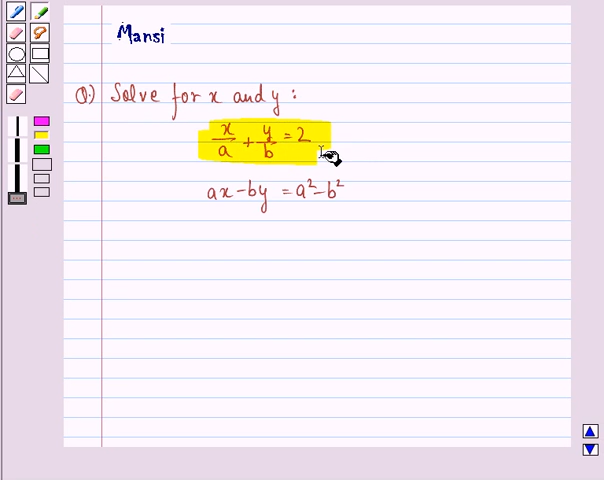 Mansi
Q) Solve for x and y :
x/a + y/b = 2
ax - by = a² - b²